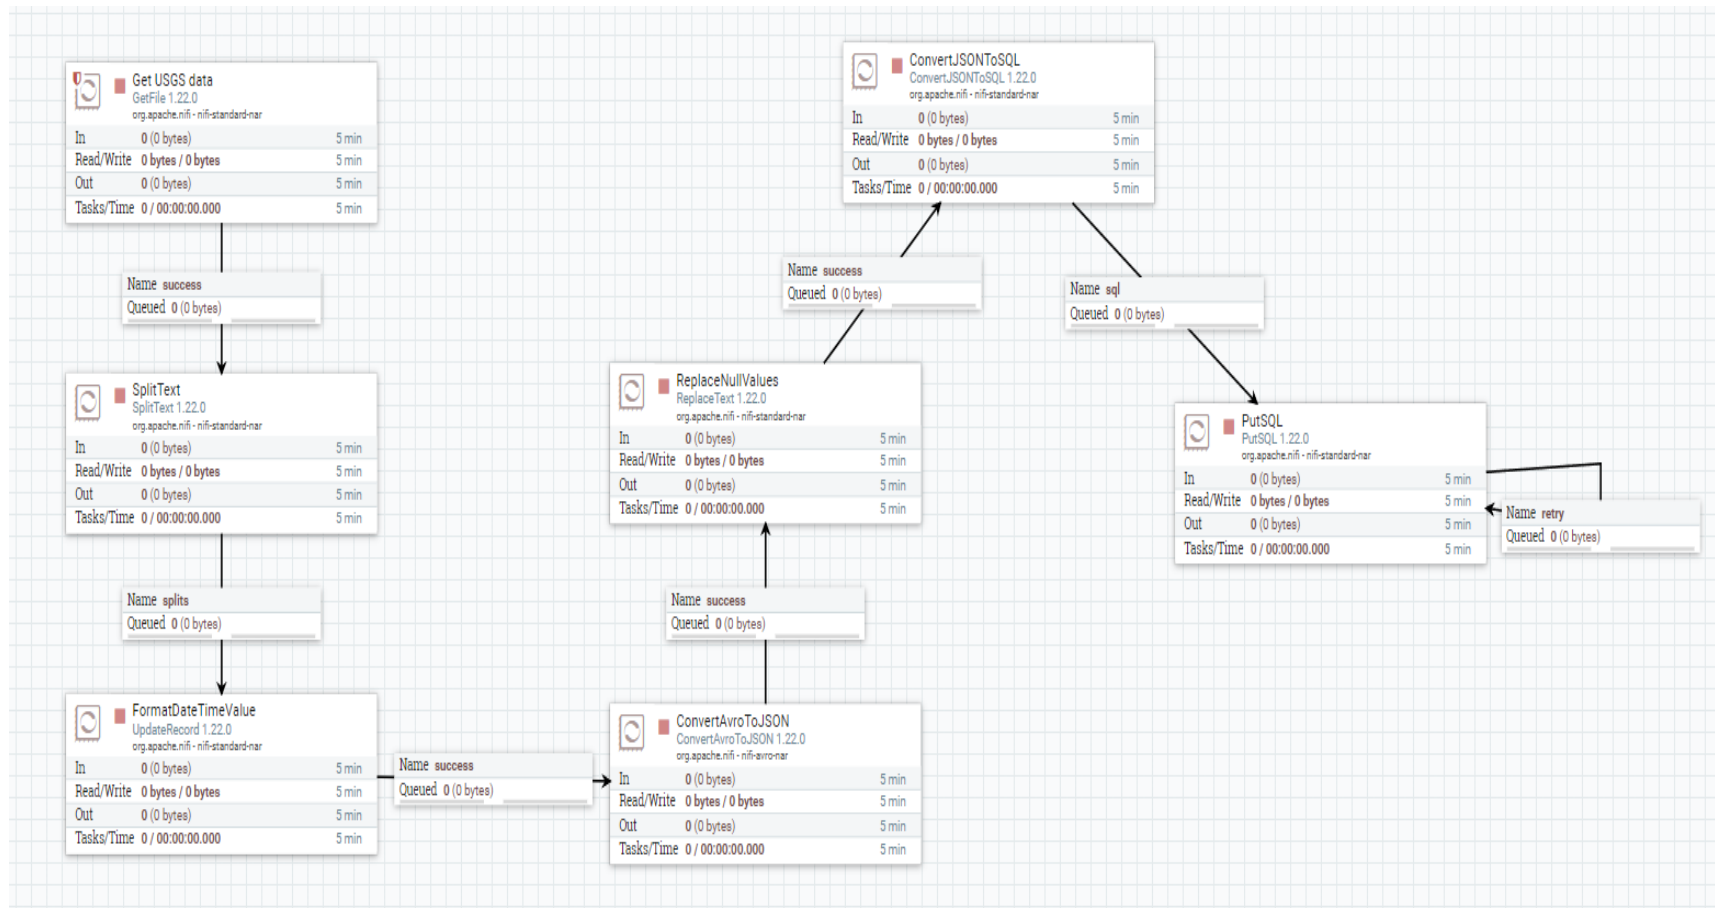 Get USGS data
GetFile 1.22.0
org.apache.nifi - nifi-standard-nar
In 0 (0 bytes) 5 min
Read/Write 0 bytes / 0 bytes 5 min
Out 0 (0 bytes) 5 min
Tasks/Time 0 / 00:00:00.000 5 min
Name success
Queued 0 (0 bytes)
SplitText
SplitText 1.22.0
org.apache.nifi - nifi-standard-nar
In 0 (0 bytes) 5 min
Read/Write 0 bytes / 0 bytes 5 min
Out 0 (0 bytes) 5 min
Tasks/Time 0 / 00:00:00.000 5 min
Name splits
Queued 0 (0 bytes)
FormatDateTimeValue
UpdateRecord 1.22.0
org.apache.nifi - nifi-standard-nar
In 0 (0 bytes) 5 min
Read/Write 0 bytes / 0 bytes 5 min
Out 0 (0 bytes) 5 min
Tasks/Time 0 / 00:00:00.000 5 min
Name success
Queued 0 (0 bytes)
ConvertAvroToJSON
ConvertAvroToJSON 1.22.0
org.apache.nifi - nifi-avro-nar
In 0 (0 bytes) 5 min
Read/Write 0 bytes / 0 bytes 5 min
Out 0 (0 bytes) 5 min
Tasks/Time 0 / 00:00:00.000 5 min
Name success
Queued 0 (0 bytes)
ReplaceNullValues
ReplaceText 1.22.0
org.apache.nifi - nifi-standard-nar
In 0 (0 bytes) 5 min
Read/Write 0 bytes / 0 bytes 5 min
Out 0 (0 bytes) 5 min
Tasks/Time 0 / 00:00:00.000 5 min
Name success
Queued 0 (0 bytes)
ConvertJSONToSQL
ConvertJSONToSQL 1.22.0
org.apache.nifi - nifi-standard-nar
In 0 (0 bytes) 5 min
Read/Write 0 bytes / 0 bytes 5 min
Out 0 (0 bytes) 5 min
Tasks/Time 0 / 00:00:00.000 5 min
Name sql
Queued 0 (0 bytes)
PutSQL
PutSQL 1.22.0
org.apache.nifi - nifi-standard-nar
In 0 (0 bytes) 5 min
Read/Write 0 bytes / 0 bytes 5 min
Out 0 (0 bytes) 5 min
Tasks/Time 0 / 00:00:00.000 5 min
Name retry
Queued 0 (0 bytes)